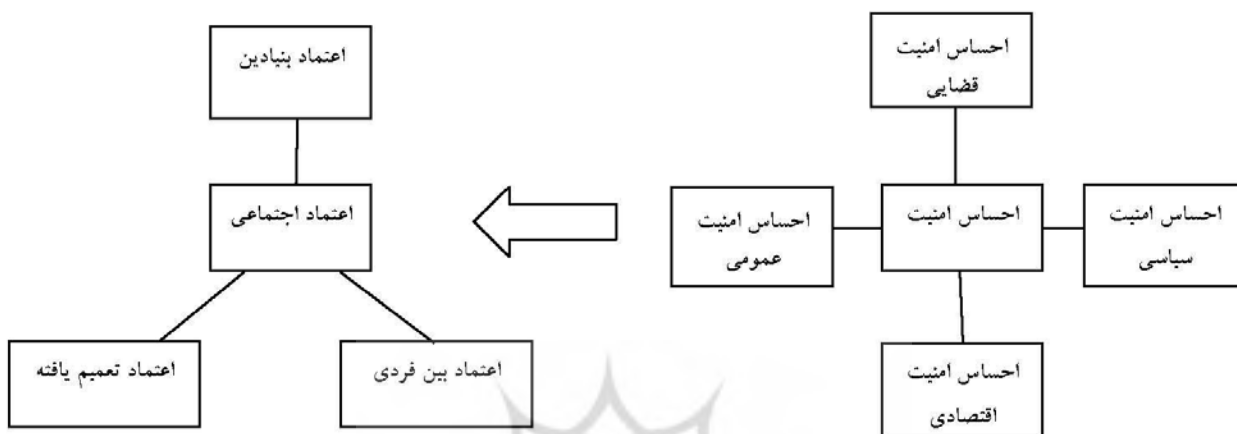 احساس امنیت
قضایی
احساس امنیت
سیاسی
احساس امنیت
احساس امنیت
عمومی
احساس امنیت
اقتصادی
اعتماد بنیادین
اعتماد اجتماعی
اعتماد بین فردی
اعتماد تعمیم یافته